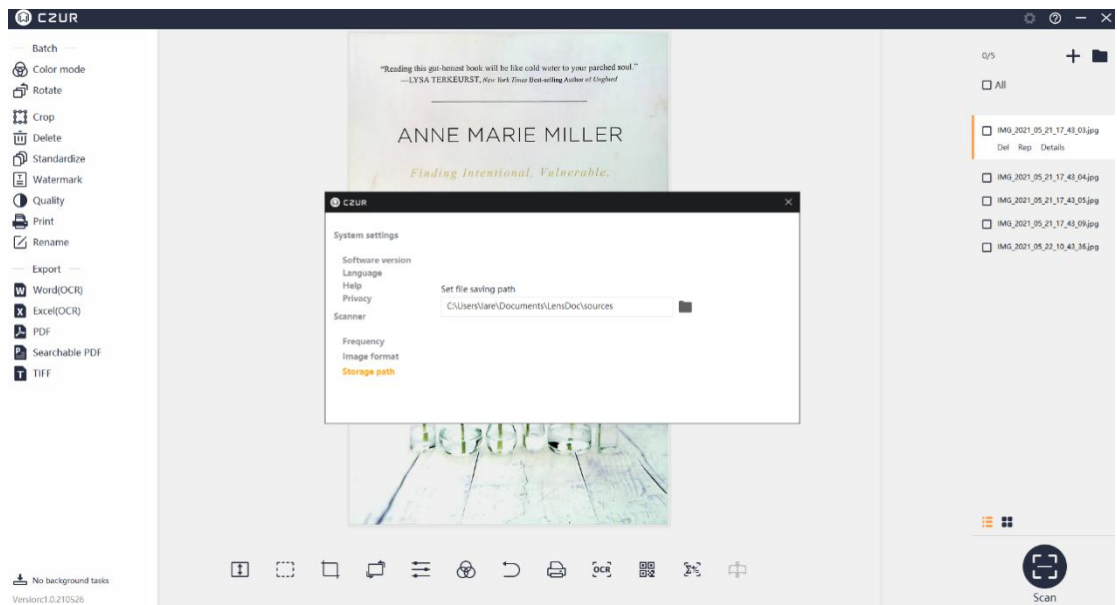 CZUR
Batch
Color mode
Rotate
Crop
Delete
Standardize
Watermark
Quality
Print
Rename
Export
Word(OCR)
Excel(OCR)
PDF
Searchable PDF
TIFF
No background tasks
Version:1.0.210526
“Reading this gut-honest book will be like cold water to your parched soul.”
—LYSA TERKEURST, New York Times Best-selling Author of Unglued
ANNE MARIE MILLER
Finding Intentional, Vulnerable,
CZUR
System settings
Software version
Language
Help
Privacy
Scanner
Frequency
Image format
Storage path
Set file saving path
C:\Users\lare\Documents\LensDoc\sources
OCR
0/5
All
IMG_2021_05_21_17_43_03.jpg
Del Rep Details
IMG_2021_05_21_17_43_04.jpg
IMG_2021_05_21_17_43_05.jpg
IMG_2021_05_21_17_43_09.jpg
IMG_2021_05_22_10_43_36.jpg
Scan